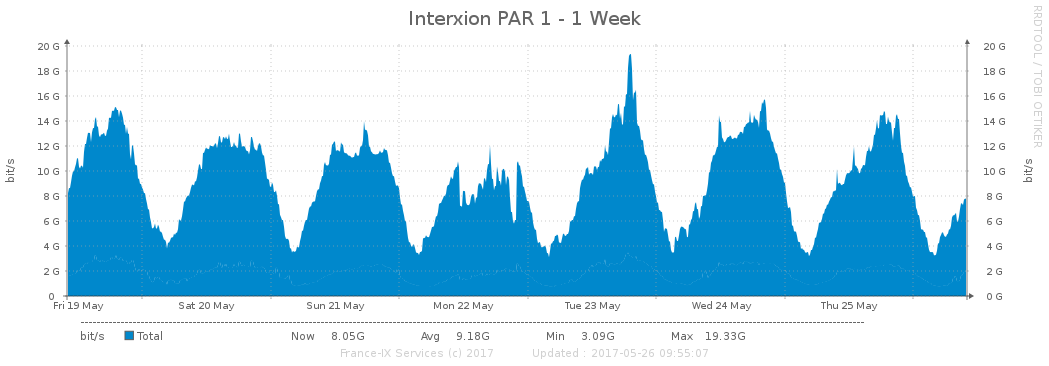 Interxion PAR 1 - 1 Week
RRDTOOL / TOBI OETIKER
20 G 20 G
18 G 18 G
16 G 16 G
14 G 14 G
12 G 12 G
10 G 10 G
8 G 8 G
6 G 6 G
4 G 4 G
2 G 2 G
0 0 G
bit/s
bit/s
Fri 19 May Sat 20 May Sun 21 May Mon 22 May Tue 23 May Wed 24 May Thu 25 May
bit/s Total Now 8.05G Avg 9.18G Min 3.09G Max 19.33G
France-IX Services (c) 2017 Updated : 2017-05-26 09:55:07